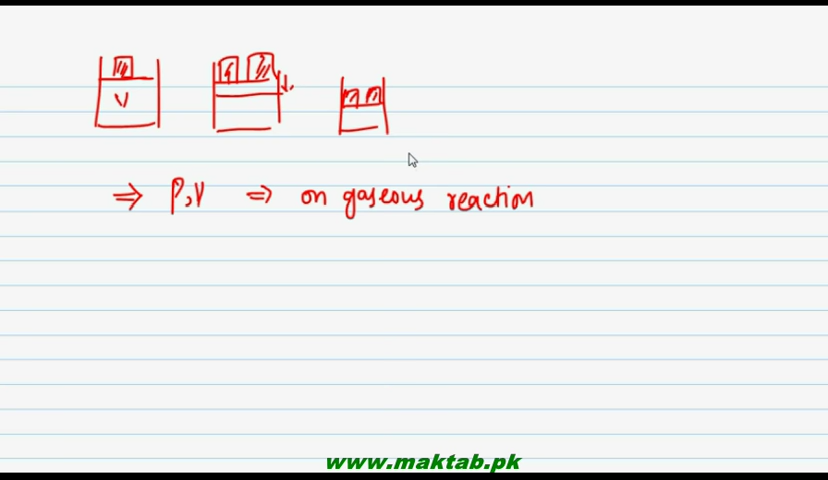 V
⇒ P,V ⇒ on gaseous reaction
www.maktab.pk